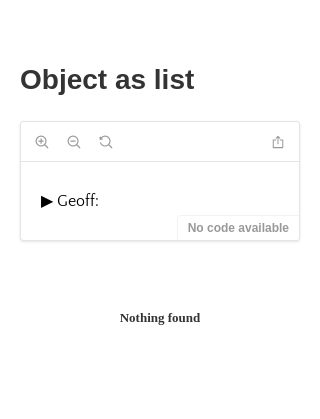 Object as list
▶ Geoff:
No code available
Nothing found